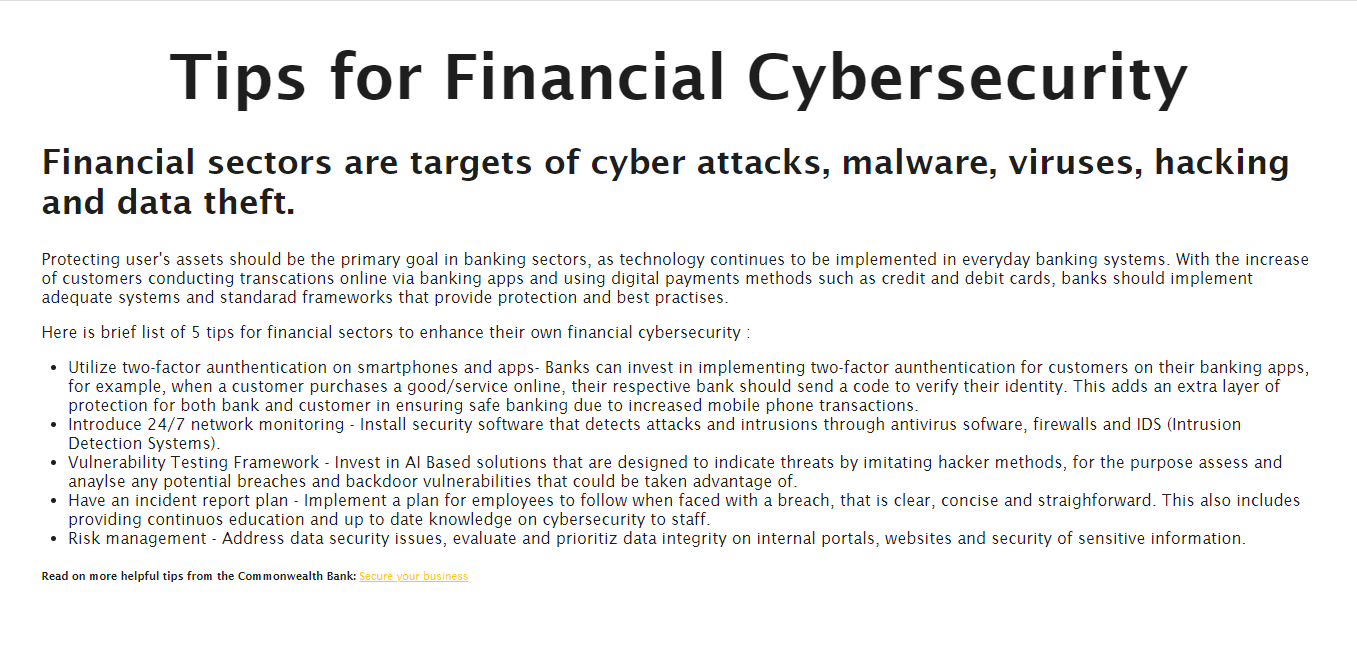 Tips for Financial Cybersecurity
Financial sectors are targets of cyber attacks, malware, viruses, hacking
and data theft.
Protecting user's assets should be the primary goal in banking sectors, as technology continues to be implemented in everyday banking systems. With the increase
of customers conducting transcations online via banking apps and using digital payments methods such as credit and debit cards, banks should implement
adequate systems and standarad frameworks that provide protection and best practises.
Here is brief list of 5 tips for financial sectors to enhance their own financial cybersecurity :
• Utilize two-factor aunthentication on smartphones and apps- Banks can invest in implementing two-factor aunthentication for customers on their banking apps,
for example, when a customer purchases a good/service online, their respective bank should send a code to verify their identity. This adds an extra layer of
protection for both bank and customer in ensuring safe banking due to increased mobile phone transactions.
• Introduce 24/7 network monitoring - Install security software that detects attacks and intrusions through antivirus sofware, firewalls and IDS (Intrusion
Detection Systems).
• Vulnerability Testing Framework - Invest in AI Based solutions that are designed to indicate threats by imitating hacker methods, for the purpose assess and
anaylse any potential breaches and backdoor vulnerabilities that could be taken advantage of.
• Have an incident report plan - Implement a plan for employees to follow when faced with a breach, that is clear, concise and straighforward. This also includes
providing continuos education and up to date knowledge on cybersecurity to staff.
• Risk management - Address data security issues, evaluate and prioritiz data integrity on internal portals, websites and security of sensitive information.
Read on more helpful tips from the Commonwealth Bank: Secure your business